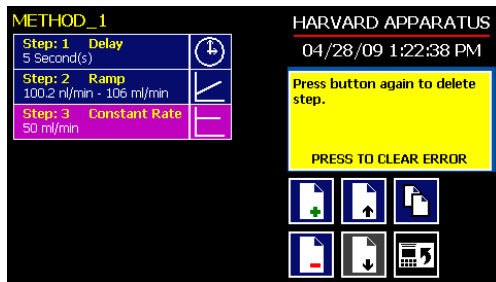 METHOD_1
Step: 1 Delay
5 Second(s)
Step: 2 Ramp
100.2 nl/min - 106 ml/min
Step: 3 Constant Rate
50 ml/min
HARVARD APPARATUS
04/28/09 1:22:38 PM
Press button again to delete
step.
PRESS TO CLEAR ERROR